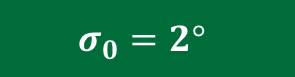 σ₀ = 2°